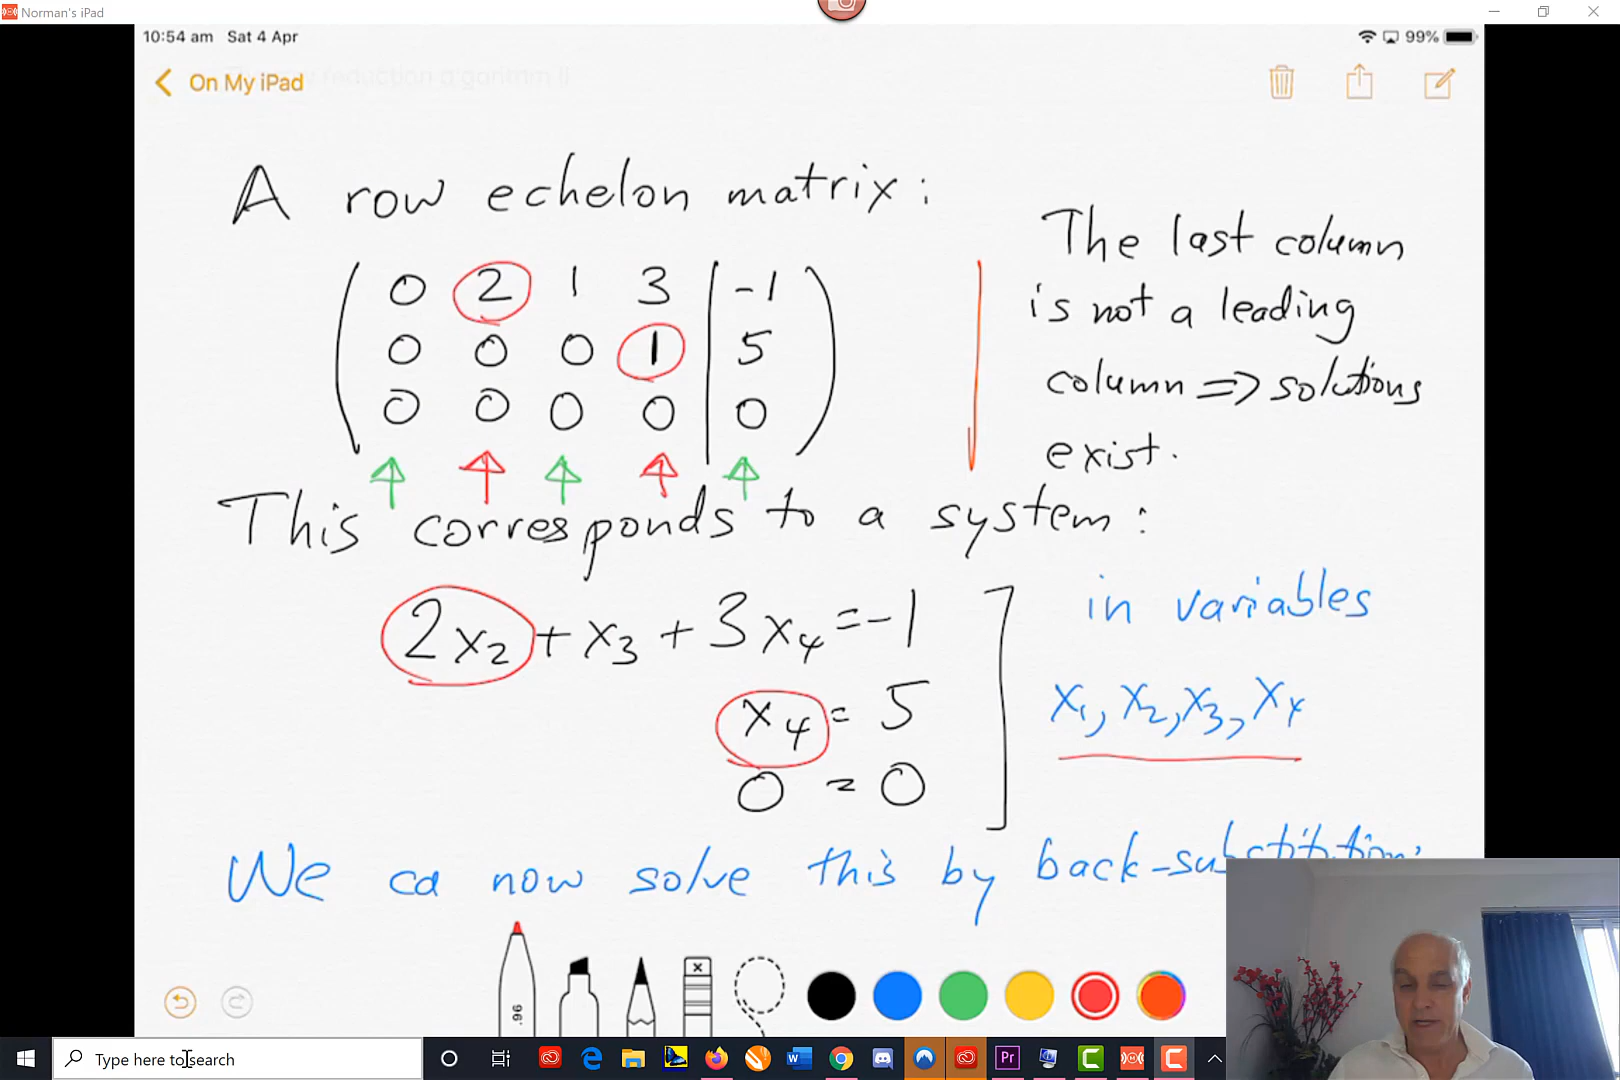 Norman's iPad
10:54 am Sat 4 Apr
99%
On My iPad
A row echelon matrix:
0 2 1 3 -1
0 0 0 1 5
0 0 0 0 0
The last column
is not a leading
column => solutions
exist.
This corresponds to a system:
2x2 + x3 + 3x4 = -1
x4 = 5
0 = 0
in variables
x1, x2, x3, x4
We ca now solve this by back-substitution:
.96
Type here to search